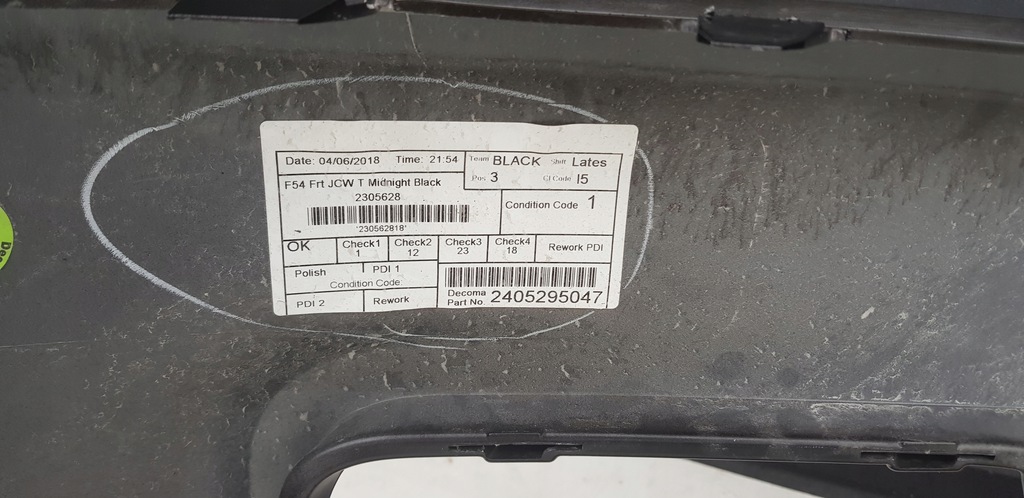 Date: 04/06/2018 Time: 21:54
Team BLACK Shift Lates
Pos 3 CI Code I5
F54 Frt JCW T Midnight Black
2305628
'230562818'
Condition Code 1
OK Check1 1 Check2 12 Check3 23 Check4 18 Rework PDI
Polish PDI 1
Condition Code:
PDI 2 Rework
Decoma
Part No. 2405295047